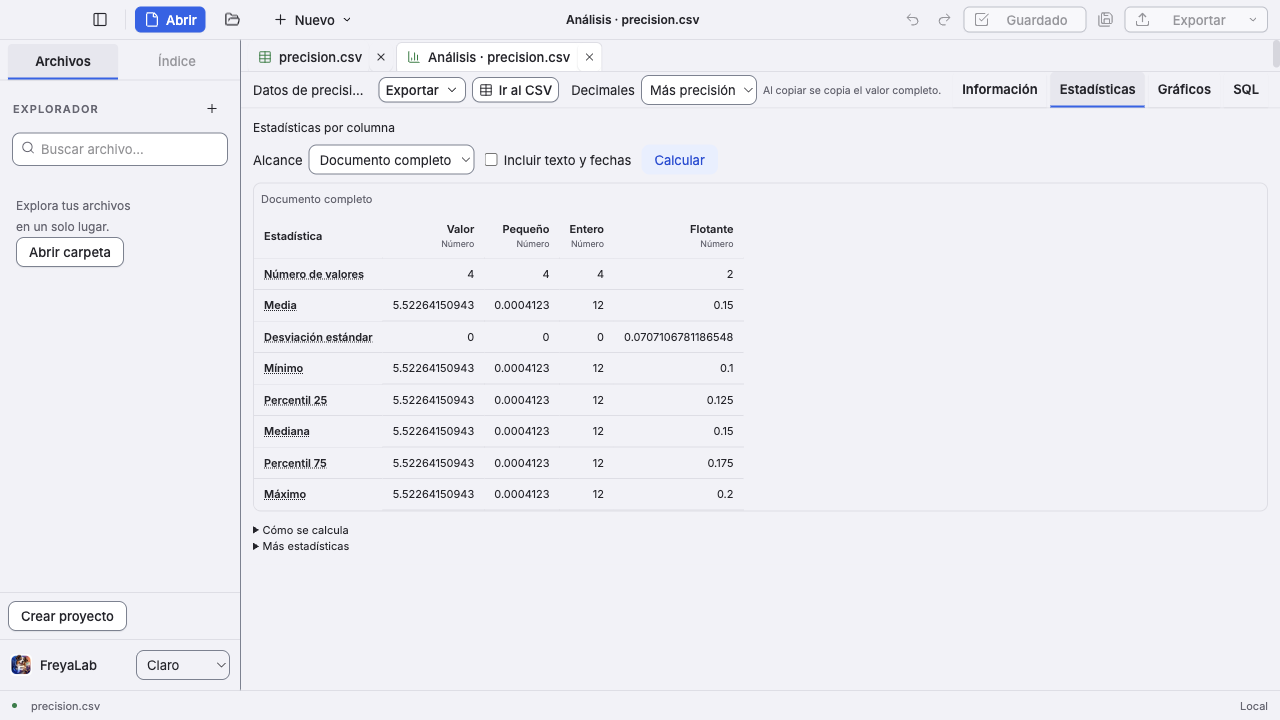 Abrir
Nuevo
Análisis · precision.csv
Guardado
Exportar
Archivos
Índice
precision.csv
Análisis · precision.csv
Datos de precisi...
Exportar
Ir al CSV
Decimales
Más precisión
Al copiar se copia el valor completo.
Información
Estadísticas
Gráficos
SQL
EXPLORADOR
Buscar archivo...
Explora tus archivos
en un solo lugar.
Abrir carpeta
Estadísticas por columna
Alcance
Documento completo
Incluir texto y fechas
Calcular
Documento completo
Estadística Valor Pequeño Entero Flotante
Número Número Número Número
Número de valores 4 4 4 2
Media 5.52264150943 0.0004123 12 0.15
Desviación estándar 0 0 0 0.0707106781186548
Mínimo 5.52264150943 0.0004123 12 0.1
Percentil 25 5.52264150943 0.0004123 12 0.125
Mediana 5.52264150943 0.0004123 12 0.15
Percentil 75 5.52264150943 0.0004123 12 0.175
Máximo 5.52264150943 0.0004123 12 0.2
Cómo se calcula
Más estadísticas
Crear proyecto
FreyaLab
Claro
precision.csv
Local